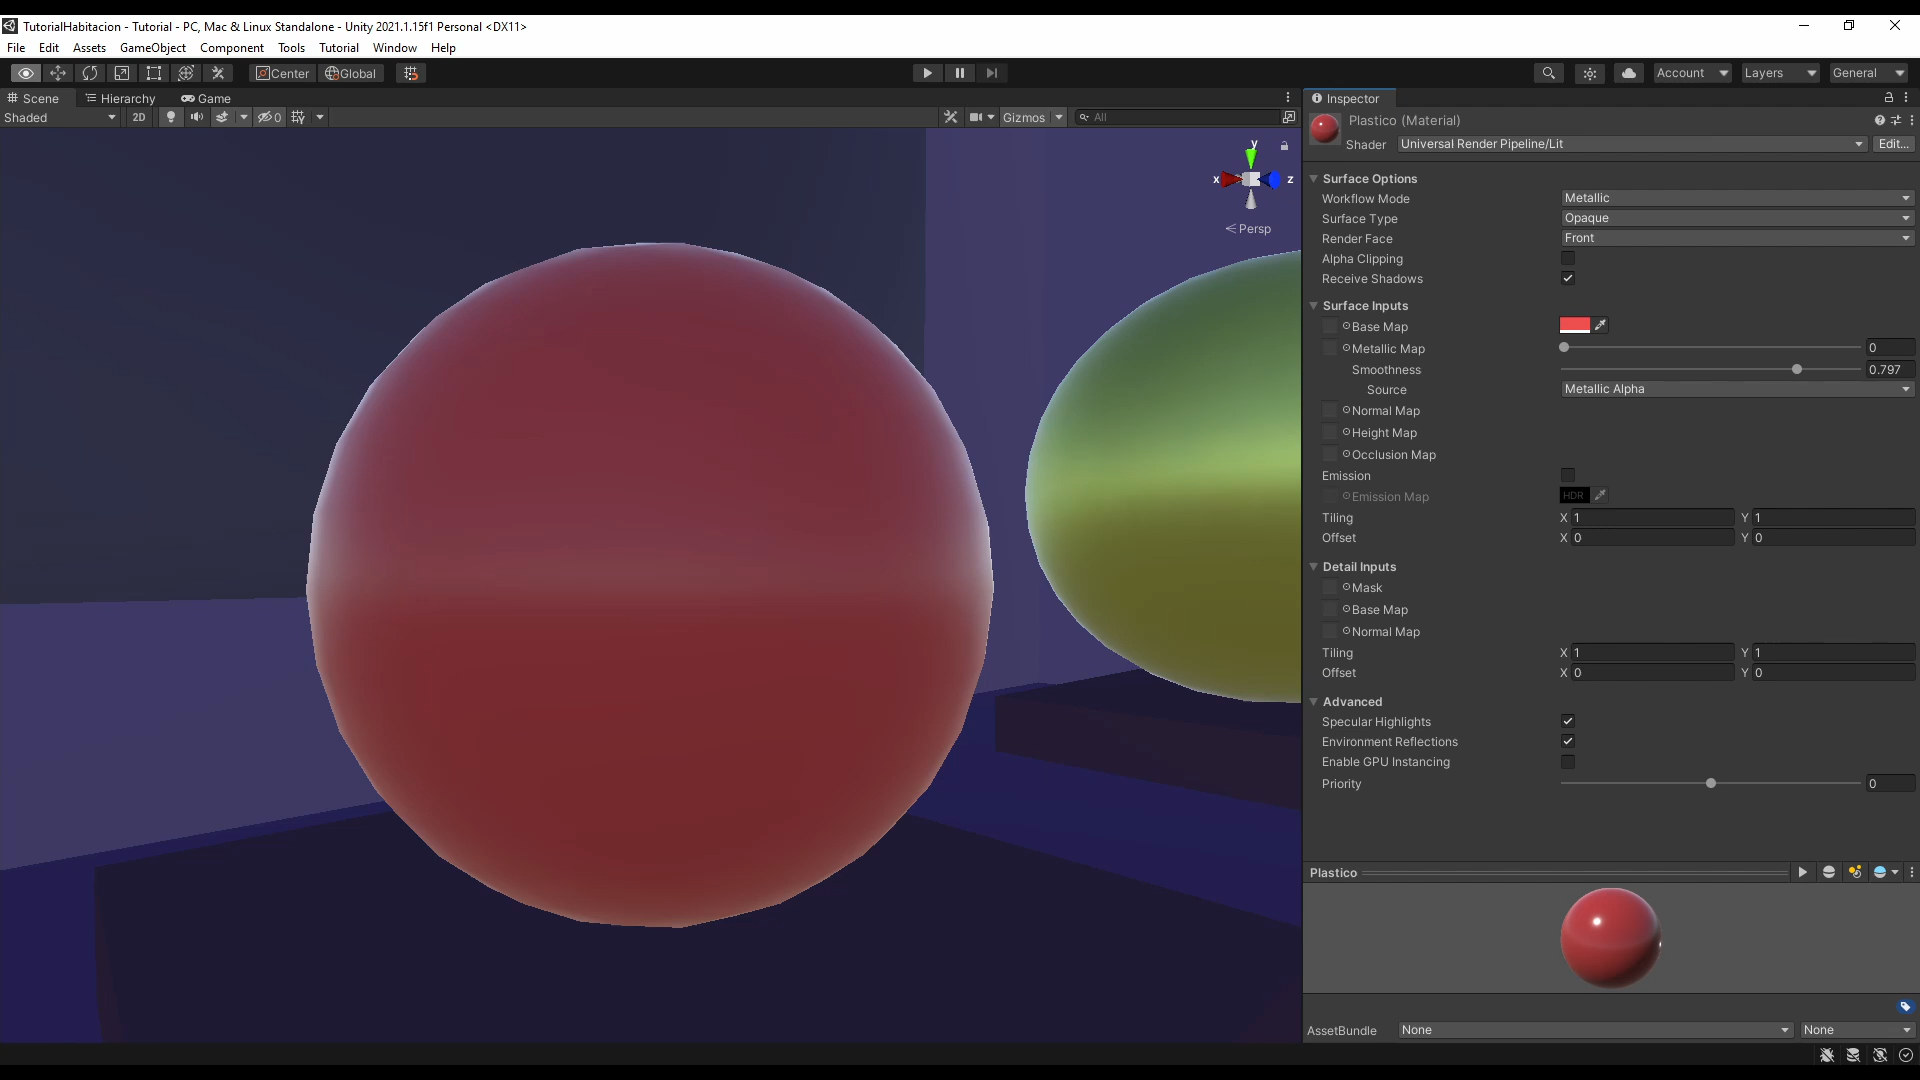 TutorialHabitacion - Tutorial - PC, Mac & Linux Standalone - Unity 2021.1.15f1 Personal <DX11>
File Edit Assets GameObject Component Tools Tutorial Window Help
Center Global Account Layers General
Scene Hierarchy Game
Shaded 2D 0 Gizmos All
y
x z
Persp
Inspector
Plastico (Material)
Shader Universal Render Pipeline/Lit Edit...
Surface Options
Workflow Mode Metallic
Surface Type Opaque
Render Face Front
Alpha Clipping
Receive Shadows
Surface Inputs
Base Map
Metallic Map 0
Smoothness 0.797
Source Metallic Alpha
Normal Map
Height Map
Occlusion Map
Emission
Emission Map HDR
Tiling X 1 Y 1
Offset X 0 Y 0
Detail Inputs
Mask
Base Map
Normal Map
Tiling X 1 Y 1
Offset X 0 Y 0
Advanced
Specular Highlights
Environment Reflections
Enable GPU Instancing
Priority 0
Plastico
AssetBundle None None